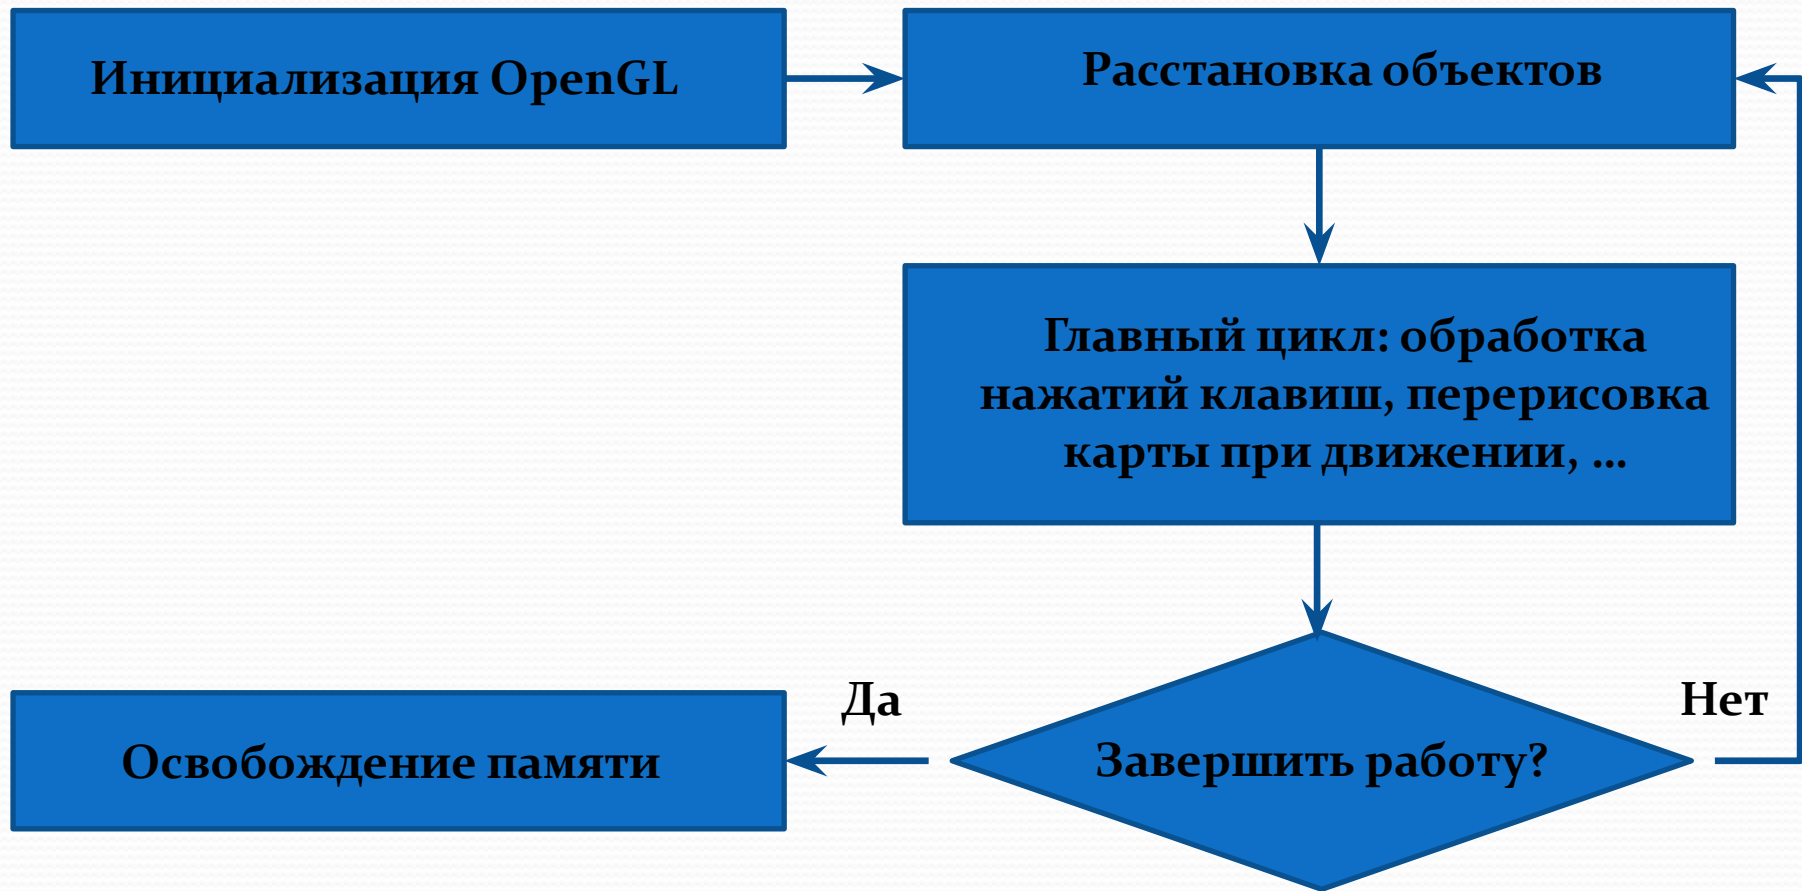 Инициализация OpenGL
Расстановка объектов
Главный цикл: обработка
нажатий клавиш, перерисовка
карты при движении, ...
Да
Нет
Завершить работу?
Освобождение памяти